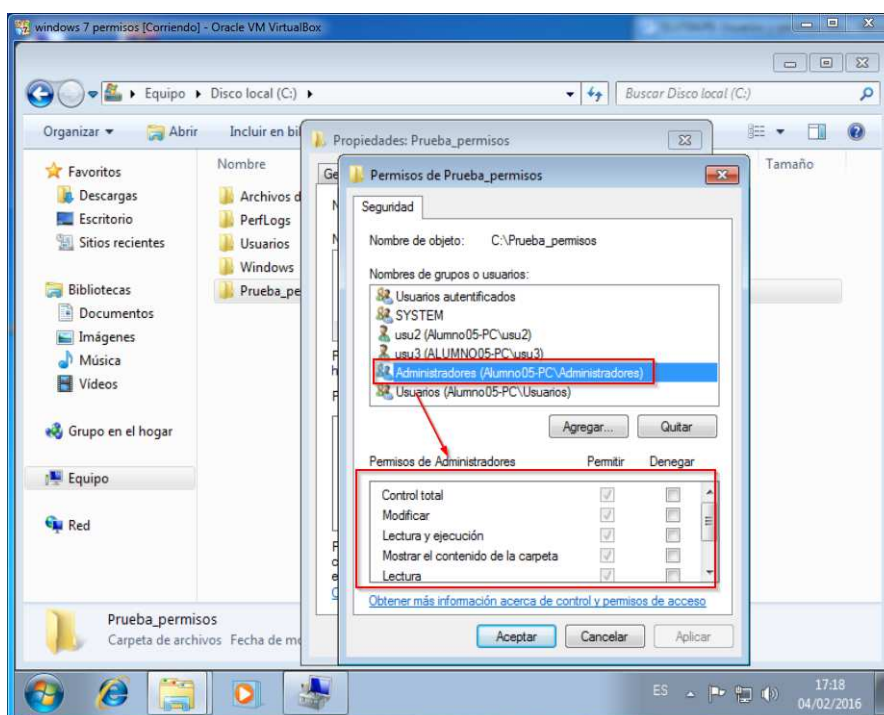 windows 7 permisos [Corriendo] - Oracle VM VirtualBox
Equipo ▸ Disco local (C:) ▸
Buscar Disco local (C:)
Organizar
Abrir
Incluir en bi
Favoritos
Descargas
Escritorio
Sitios recientes
Bibliotecas
Documentos
Imágenes
Música
Vídeos
Grupo en el hogar
Equipo
Red
Nombre
Tamaño
Archivos d
PerfLogs
Usuarios
Windows
Prueba_pe
Propiedades: Prueba_permisos
Ge
Permisos de Prueba_permisos
Seguridad
Nombre de objeto: C:\Prueba_permisos
Nombres de grupos o usuarios:
Usuarios autentificados
SYSTEM
usu2 (Alumno05-PC\usu2)
usu3 (ALUMNO05-PC\usu3)
Administradores (Alumno05-PC\Administradores)
Usuarios (Alumno05-PC\Usuarios)
Agregar...
Quitar
Permisos de Administradores Permitir Denegar
Control total
Modificar
Lectura y ejecución
Mostrar el contenido de la carpeta
Lectura
Obtener más información acerca de control y permisos de acceso
Aceptar
Cancelar
Aplicar
Prueba_permisos
Carpeta de archivos Fecha de mo
ES
17:18
04/02/2016